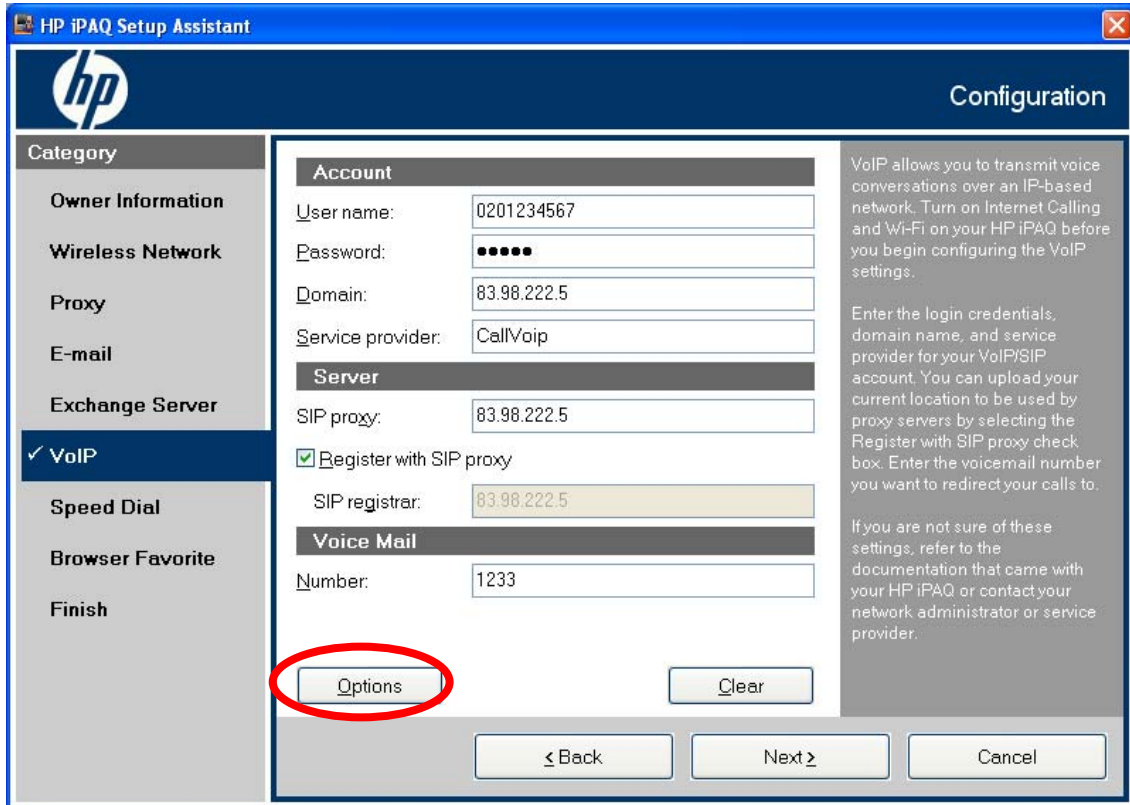 HP iPAQ Setup Assistant
hp
Configuration
Category
Owner Information
Wireless Network
Proxy
E-mail
Exchange Server
✓ VoIP
Speed Dial
Browser Favorite
Finish
Account
User name: 0201234567
Password: •••••
Domain: 83.98.222.5
Service provider: CallVoip
Server
SIP proxy: 83.98.222.5
Register with SIP proxy
SIP registrar: 83.98.222.5
Voice Mail
Number: 1233
Options
Clear
VoIP allows you to transmit voice
conversations over an IP-based
network. Turn on Internet Calling
and Wi-Fi on your HP iPAQ before
you begin configuring the VoIP
settings.
Enter the login credentials,
domain name, and service
provider for your VoIP/SIP
account. You can upload your
current location to be used by
proxy servers by selecting the
Register with SIP proxy check
box. Enter the voicemail number
you want to redirect your calls to.
If you are not sure of these
settings, refer to the
documentation that came with
your HP iPAQ or contact your
network administrator or service
provider.
< Back
Next >
Cancel